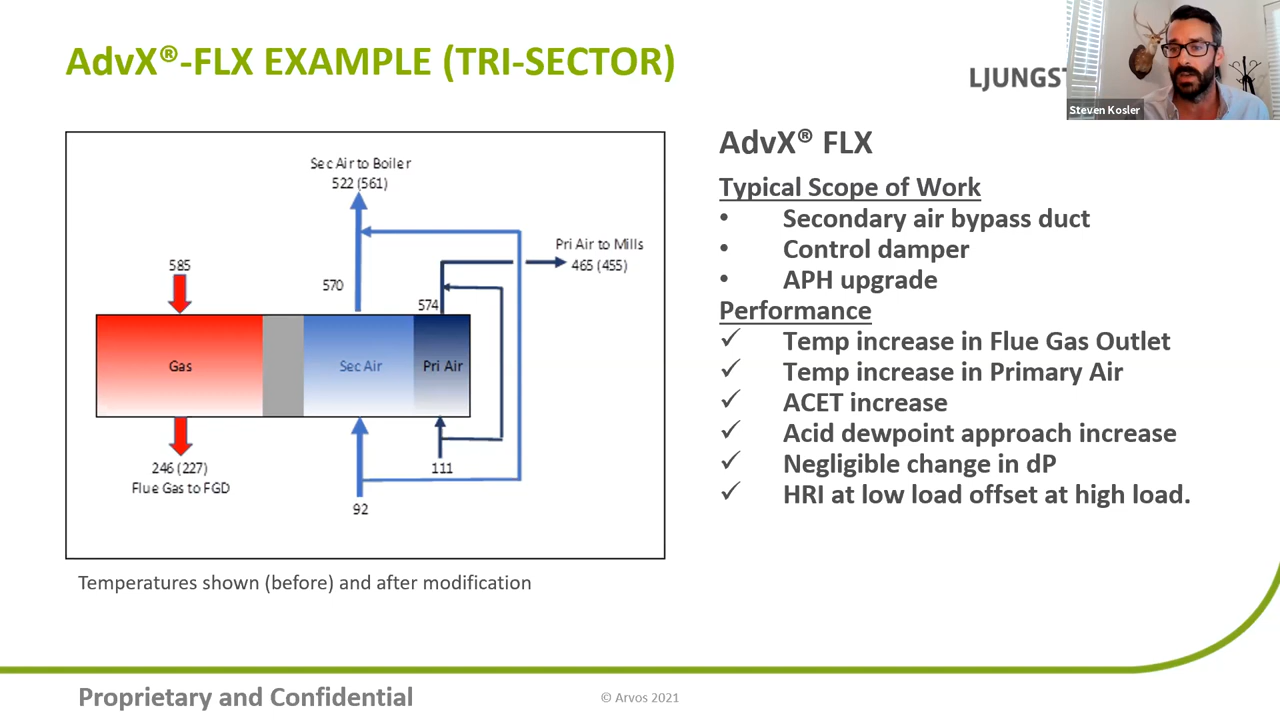 AdvX®-FLX EXAMPLE (TRI-SECTOR)
LJUNGST
Steven Kosler
Sec Air to Boiler
522 (561)
Pri Air to Mills
465 (455)
585
570
574
Gas
Sec Air
Pri Air
246 (227)
Flue Gas to FGD
111
92
Temperatures shown (before) and after modification
AdvX® FLX
Typical Scope of Work
• Secondary air bypass duct
• Control damper
• APH upgrade
Performance
✓ Temp increase in Flue Gas Outlet
✓ Temp increase in Primary Air
✓ ACET increase
✓ Acid dewpoint approach increase
✓ Negligible change in dP
✓ HRI at low load offset at high load.
Proprietary and Confidential
© Arvos 2021